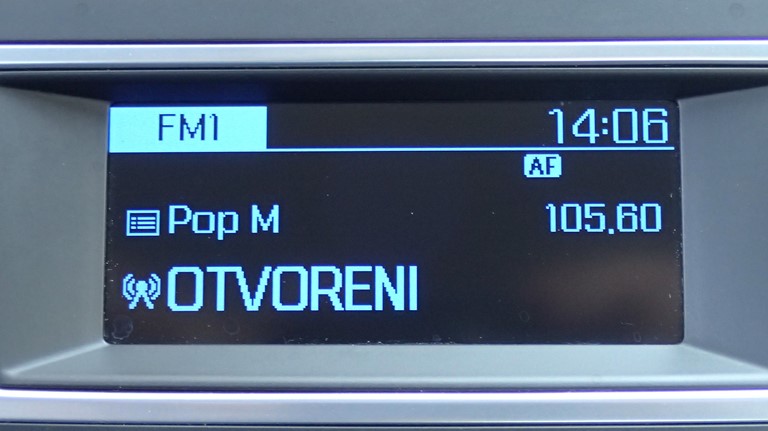 FM1 14:06
AF
Pop M 105.60
OTVORENI